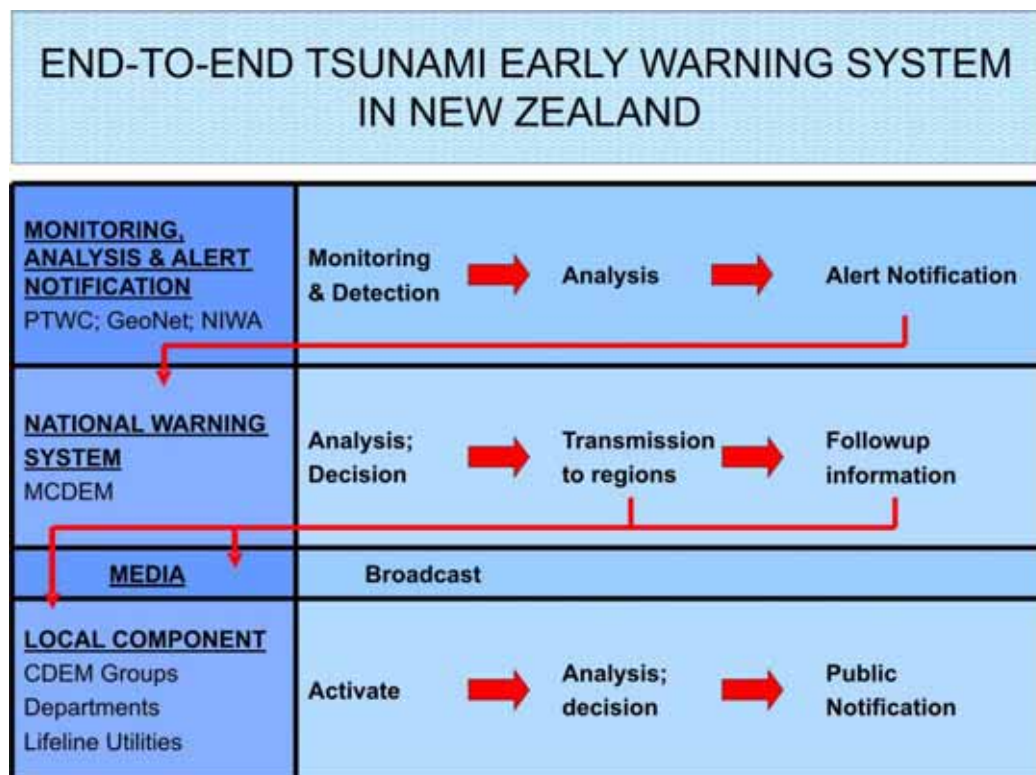 END-TO-END TSUNAMI EARLY WARNING SYSTEM
IN NEW ZEALAND
MONITORING,
ANALYSIS & ALERT
NOTIFICATION
PTWC; GeoNet; NIWA
Monitoring
& Detection
Analysis
Alert Notification
NATIONAL WARNING
SYSTEM
MCDEM
Analysis;
Decision
Transmission
to regions
Followup
information
MEDIA
Broadcast
LOCAL COMPONENT
CDEM Groups
Departments
Lifeline Utilities
Activate
Analysis;
decision
Public
Notification